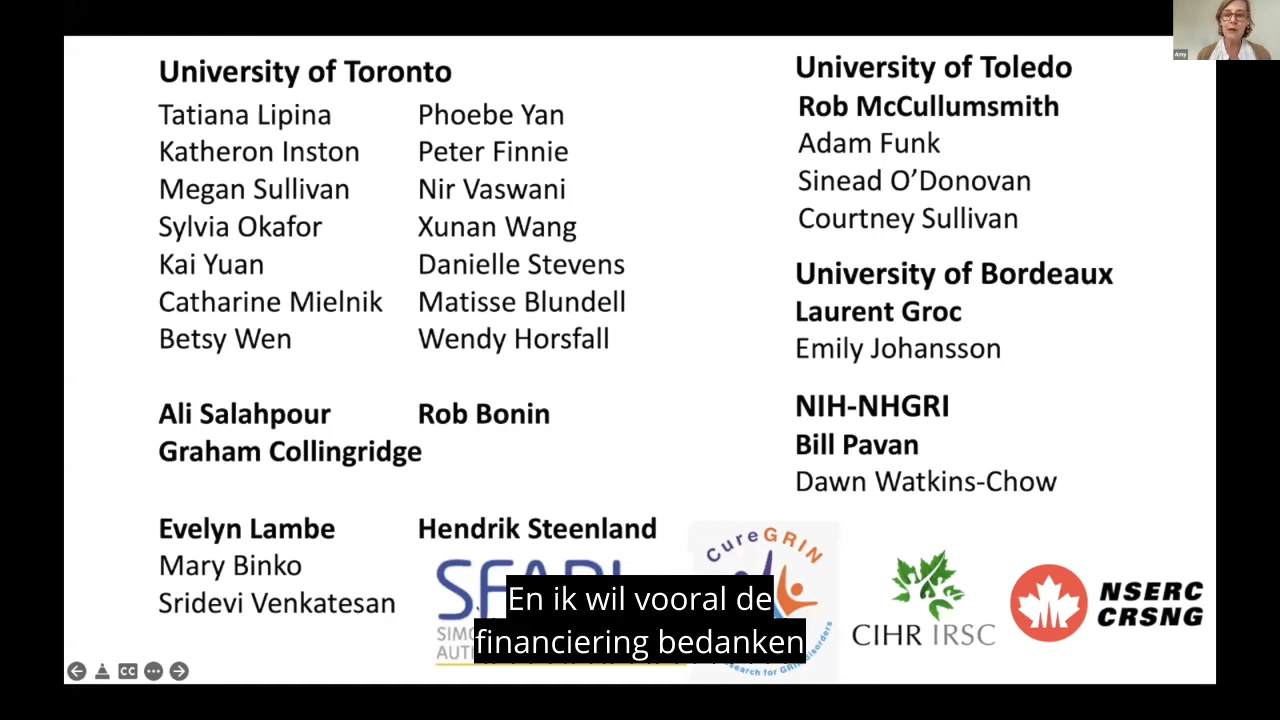 University of Toronto
Tatiana Lipina
Katheron Inston
Megan Sullivan
Sylvia Okafor
Kai Yuan
Catharine Mielnik
Betsy Wen
Phoebe Yan
Peter Finnie
Nir Vaswani
Xunan Wang
Danielle Stevens
Matisse Blundell
Wendy Horsfall
Ali Salahpour
Graham Collingridge
Rob Bonin
Evelyn Lambe
Mary Binko
Sridevi Venkatesan
Hendrik Steenland
University of Toledo
Rob McCullumsmith
Adam Funk
Sinead O’Donovan
Courtney Sullivan
University of Bordeaux
Laurent Groc
Emily Johansson
NIH-NHGRI
Bill Pavan
Dawn Watkins-Chow
CureGRIN
CIHR IRSC
NSERC
CRSNG
En ik wil vooral de
financiering bedanken
CC
Amy